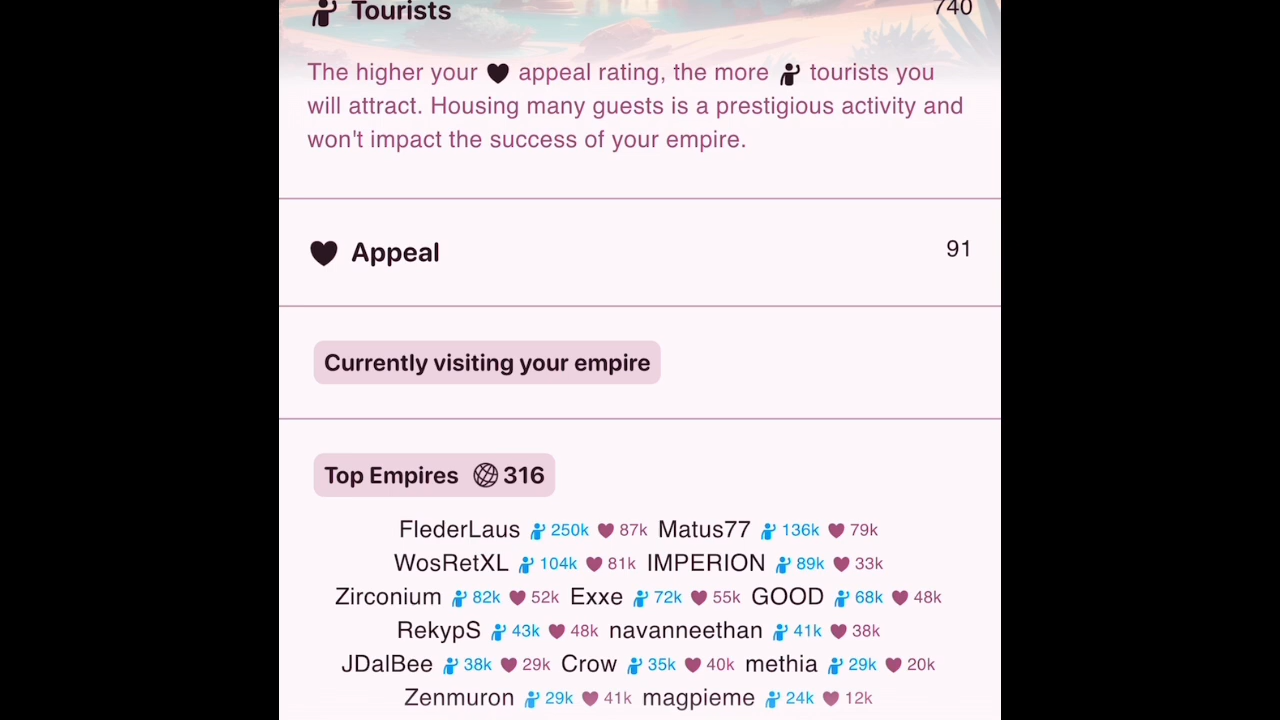 Tourists 740
The higher your appeal rating, the more tourists you
will attract. Housing many guests is a prestigious activity and
won't impact the success of your empire.
Appeal 91
Currently visiting your empire
Top Empires 316
FlederLaus 250k 87k Matus77 136k 79k
WosRetXL 104k 81k IMPERION 89k 33k
Zirconium 82k 52k Exxe 72k 55k GOOD 68k 48k
RekypS 43k 48k navanneethan 41k 38k
JDalBee 38k 29k Crow 35k 40k methia 29k 20k
Zenmuron 29k 41k magpieme 24k 12k